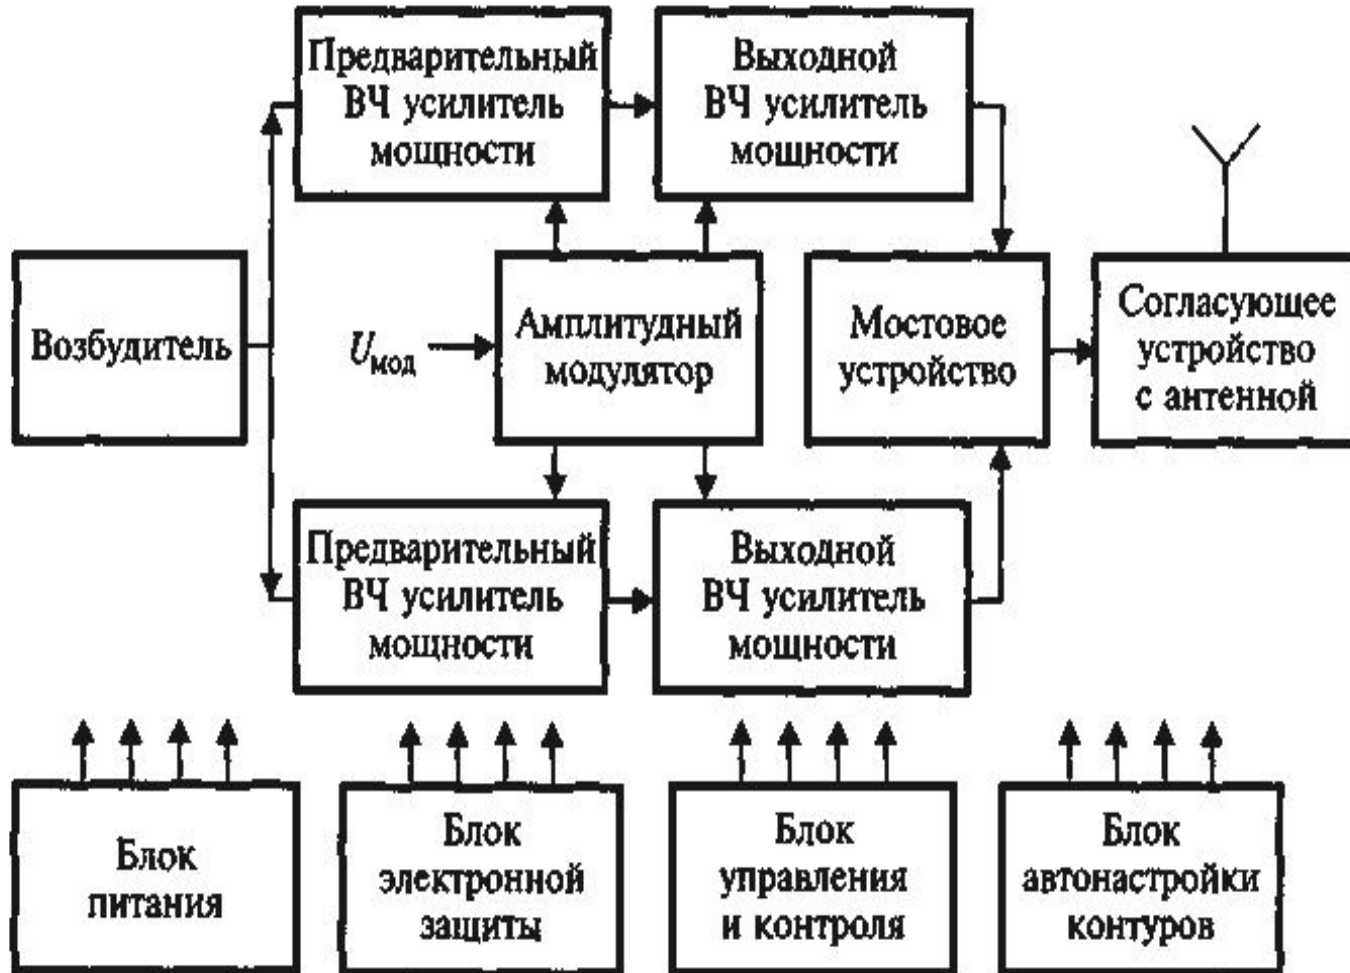 Предварительный
ВЧ усилитель
мощности
Выходной
ВЧ усилитель
мощности
Возбудитель
Uмод
Амплитудный
модулятор
Мостовое
устройство
Согласующее
устройство
с антенной
Предварительный
ВЧ усилитель
мощности
Выходной
ВЧ усилитель
мощности
Блок
питания
Блок
электронной
защиты
Блок
управления
и контроля
Блок
автонастройки
контуров